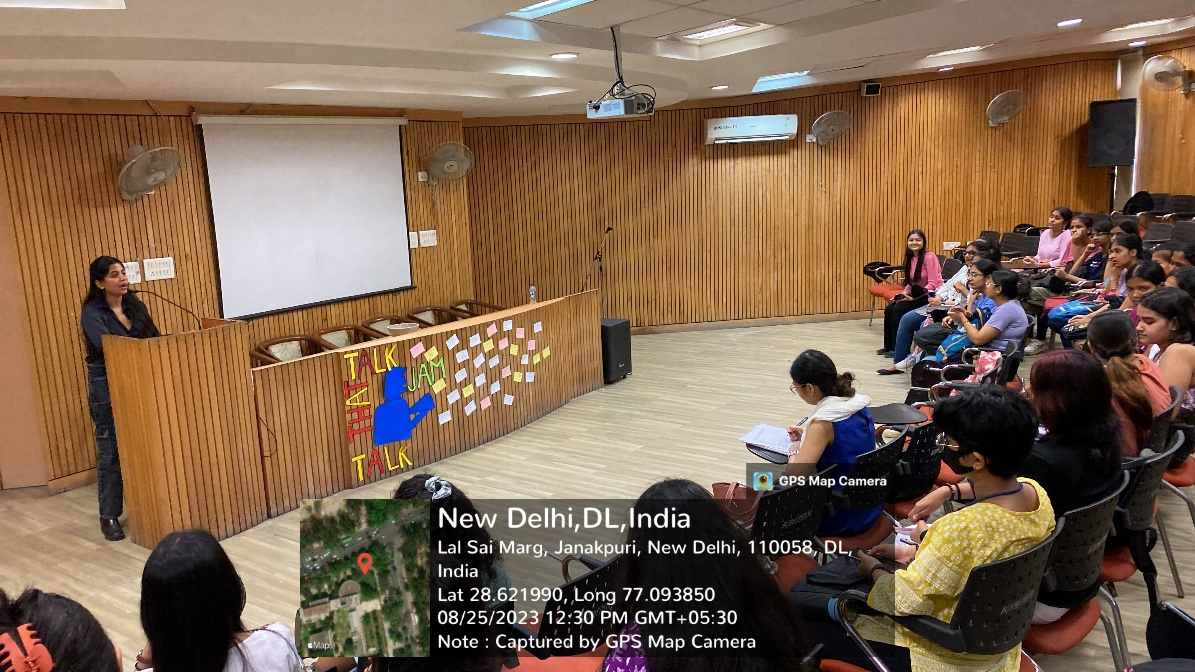 TALK
JAM
HATHI
TALK
GPS Map Camera
New Delhi,DL,India
Lal Sai Marg, Janakpuri, New Delhi, 110058, DL,
India
Lat 28.621990, Long 77.093850
08/25/2023 12:30 PM GMT+05:30
Note : Captured by GPS Map Camera
Maps